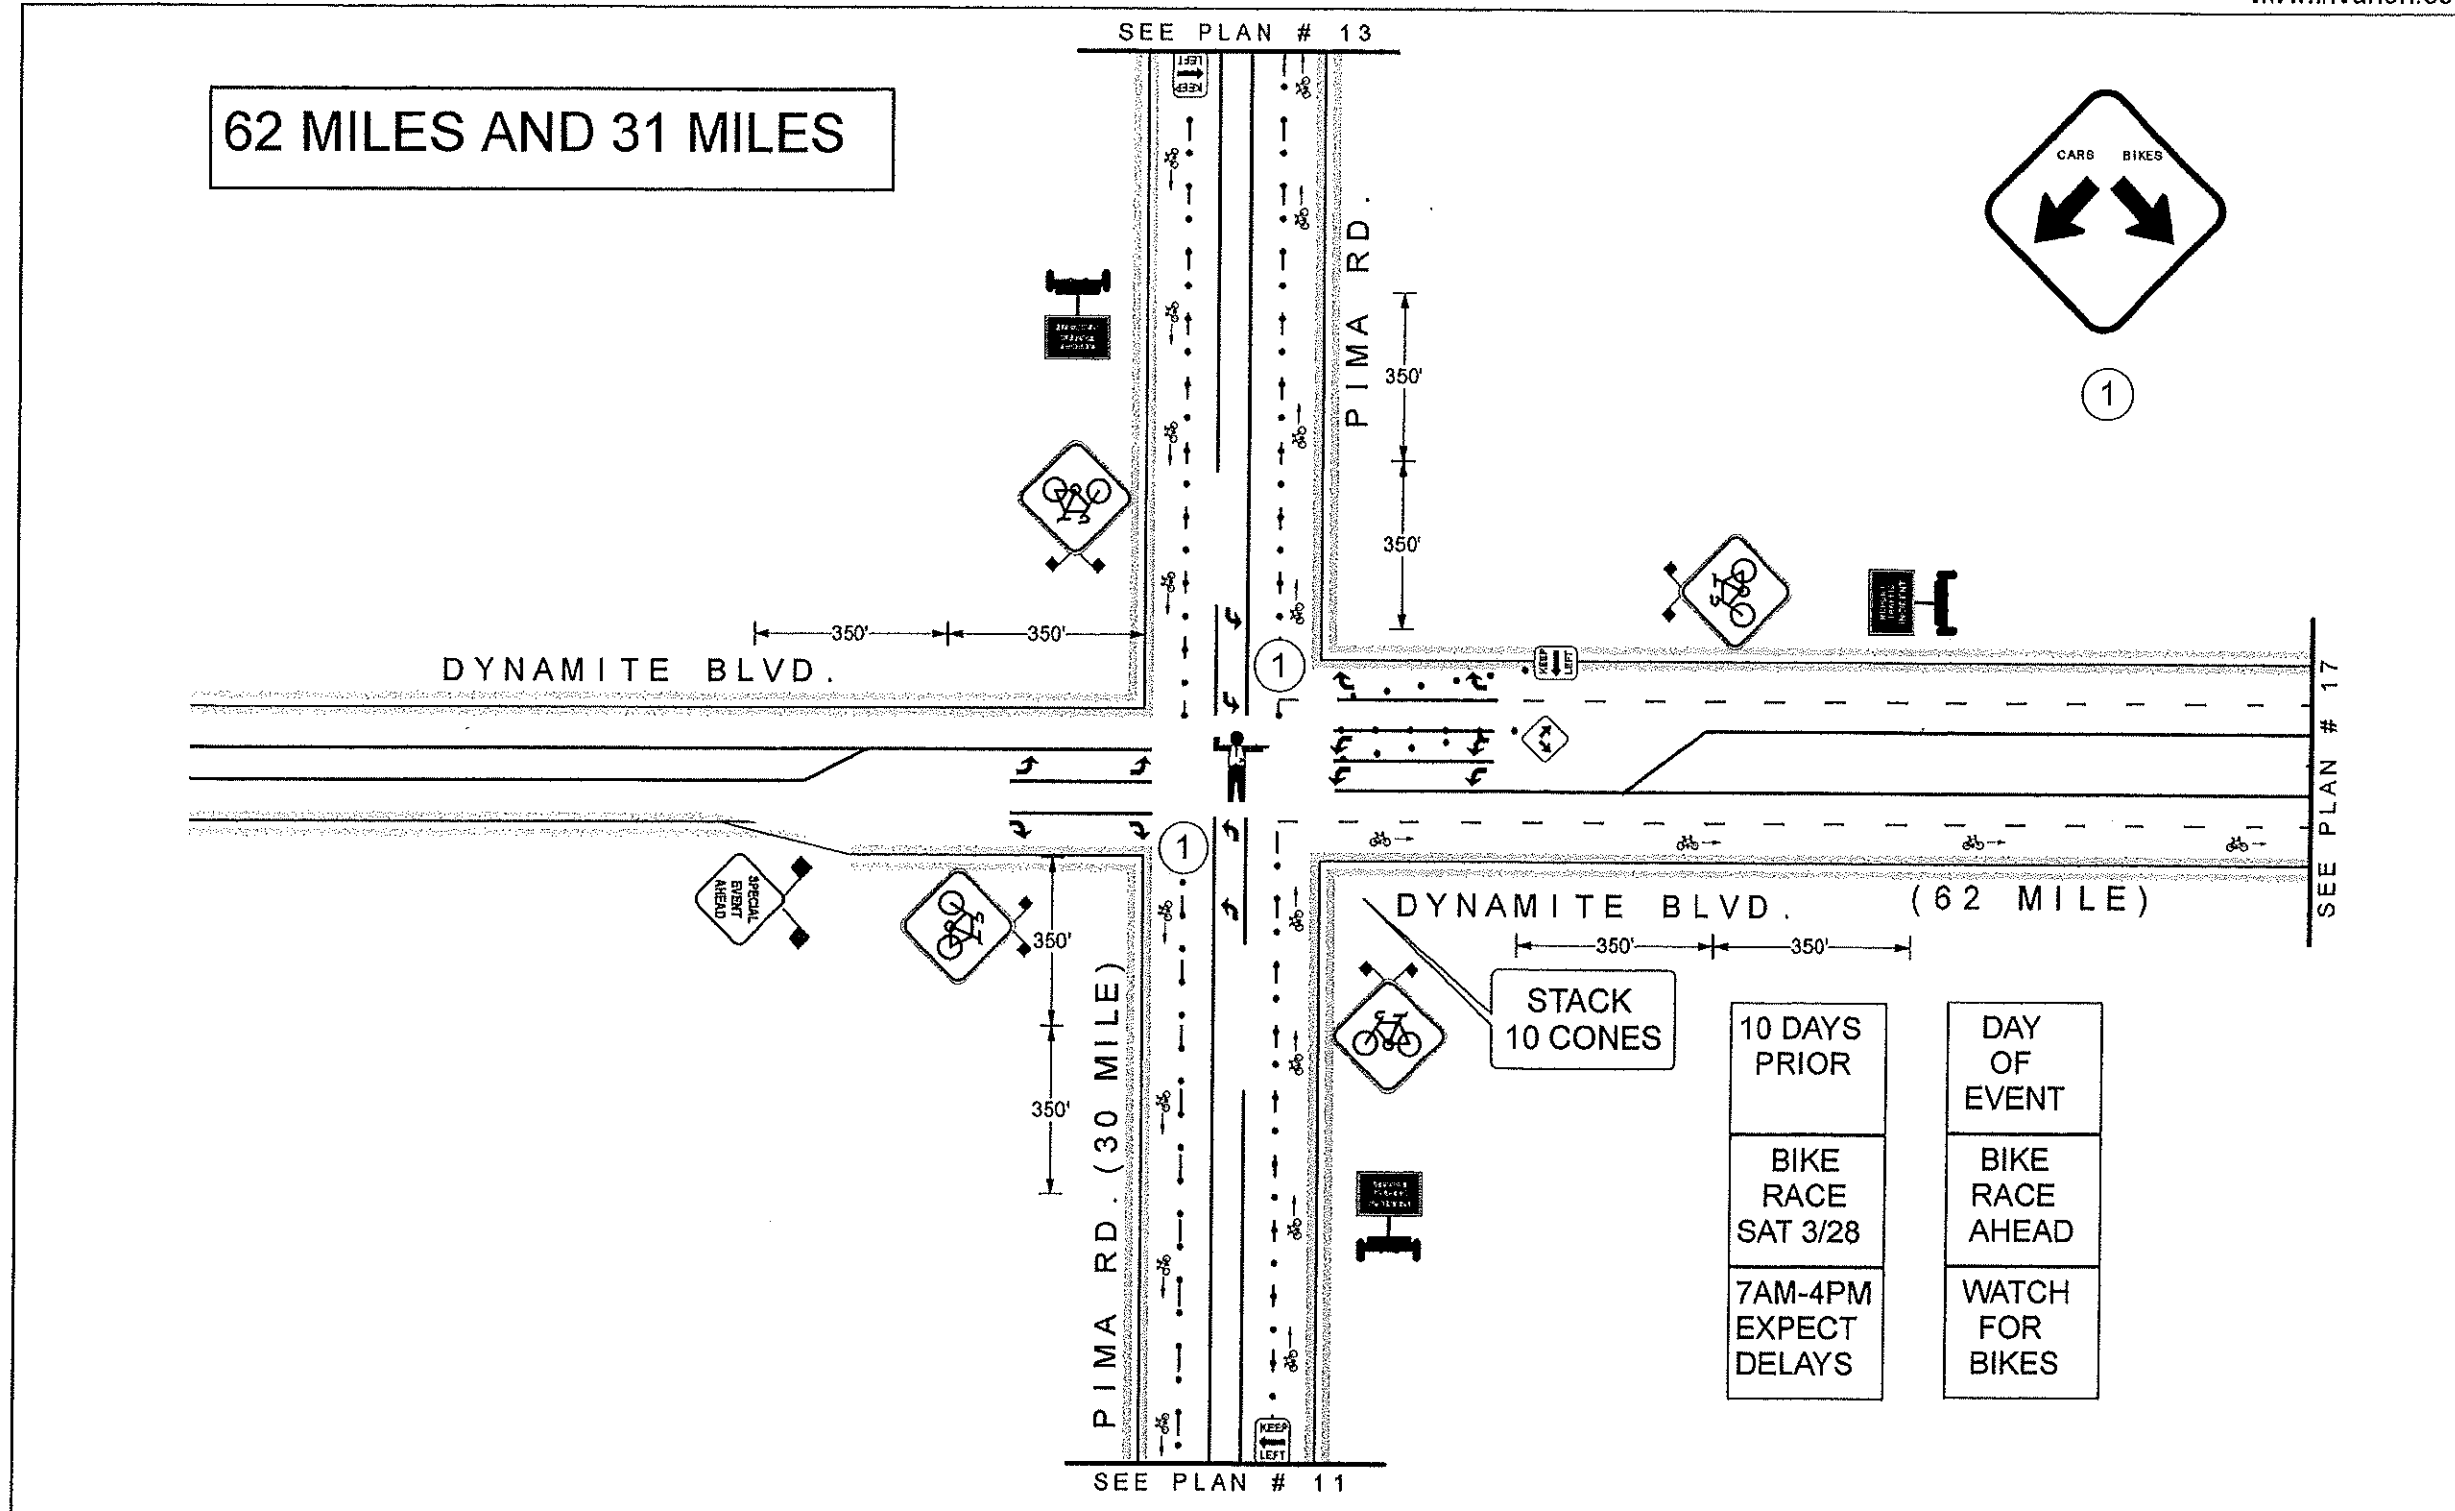 SEE PLAN # 13
62 MILES AND 31 MILES
KEEP
LEFT
CARS BIKES
PIMA RD.
1
350'
350'
350'
350'
DYNAMITE BLVD.
1
KEEP
LEFT
SEE PLAN # 17
1
SPECIAL
EVENT
AHEAD
DYNAMITE BLVD. (62 MILE)
350'
350'
350'
350'
PIMA RD. (30 MILE)
STACK
10 CONES
10 DAYS
PRIOR
BIKE
RACE
SAT 3/28
7AM-4PM
EXPECT
DELAYS
DAY
OF
EVENT
BIKE
RACE
AHEAD
WATCH
FOR
BIKES
KEEP
LEFT
SEE PLAN # 11